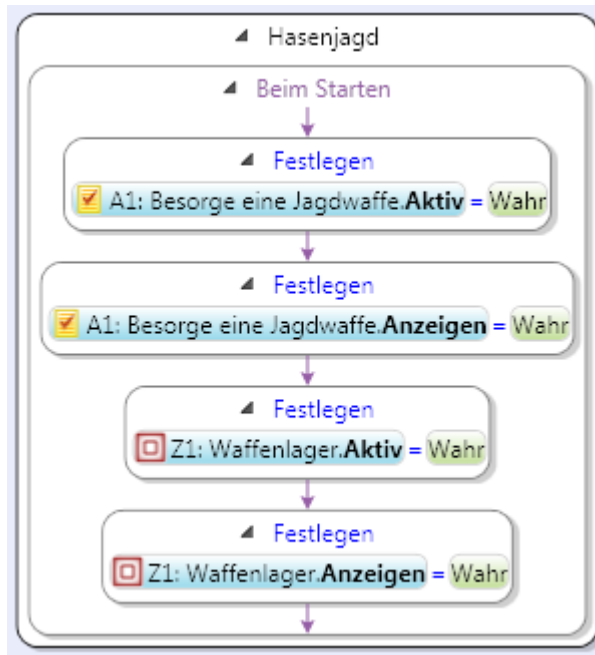 Hasenjagd
Beim Starten
Festlegen
A1: Besorge eine Jagdwaffe.Aktiv = Wahr
Festlegen
A1: Besorge eine Jagdwaffe.Anzeigen = Wahr
Festlegen
Z1: Waffenlager.Aktiv = Wahr
Festlegen
Z1: Waffenlager.Anzeigen = Wahr